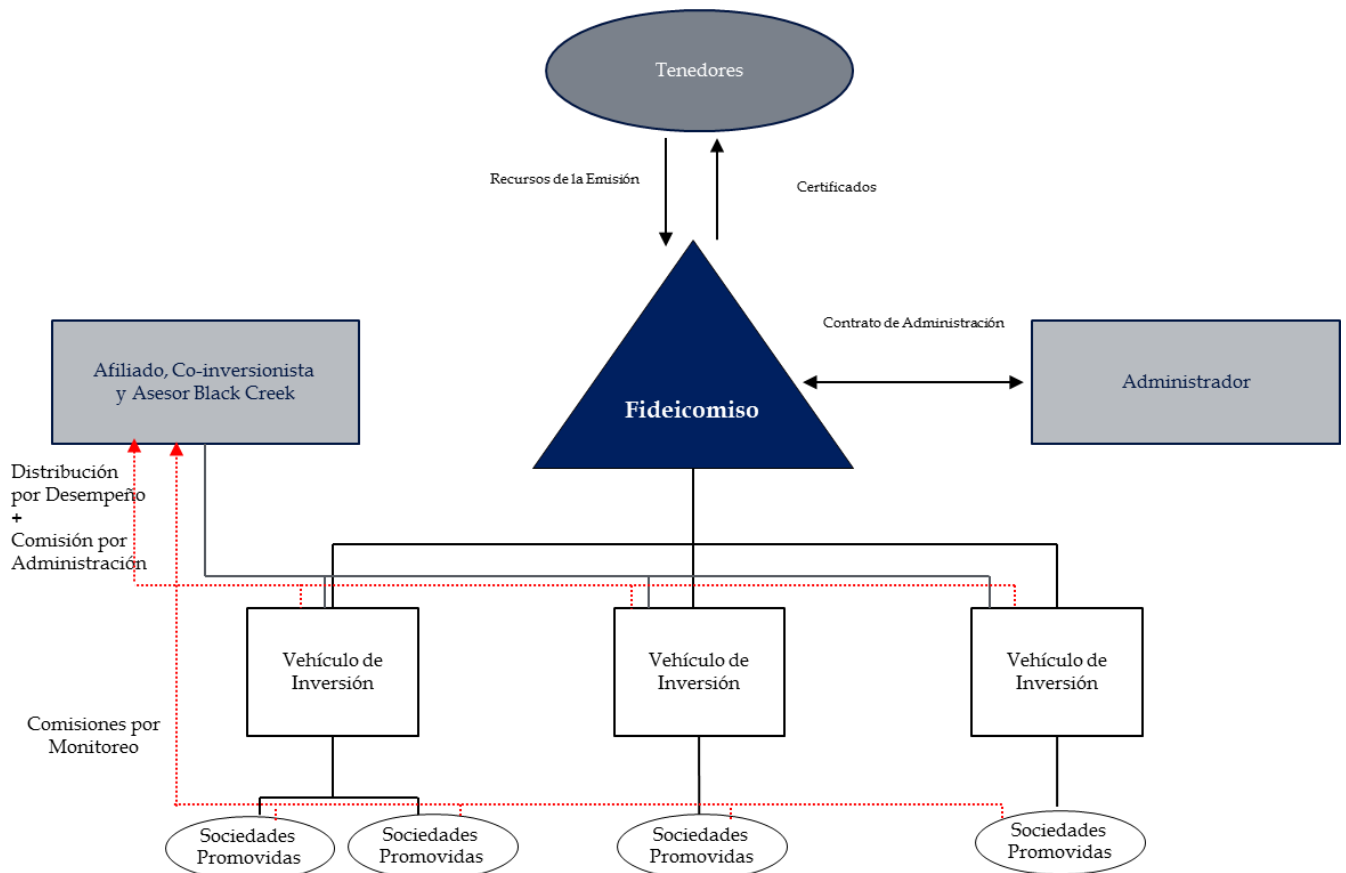 Tenedores
Recursos de la Emisión
Certificados
Contrato de Administración
Afiliado, Co-inversionista
y Asesor Black Creek
Fideicomiso
Administrador
Distribución
por Desempeño
+
Comisión por
Administración
Vehículo de
Inversión
Vehículo de
Inversión
Vehículo de
Inversión
Comisiones por
Monitoreo
Sociedades
Promovidas
Sociedades
Promovidas
Sociedades
Promovidas
Sociedades
Promovidas